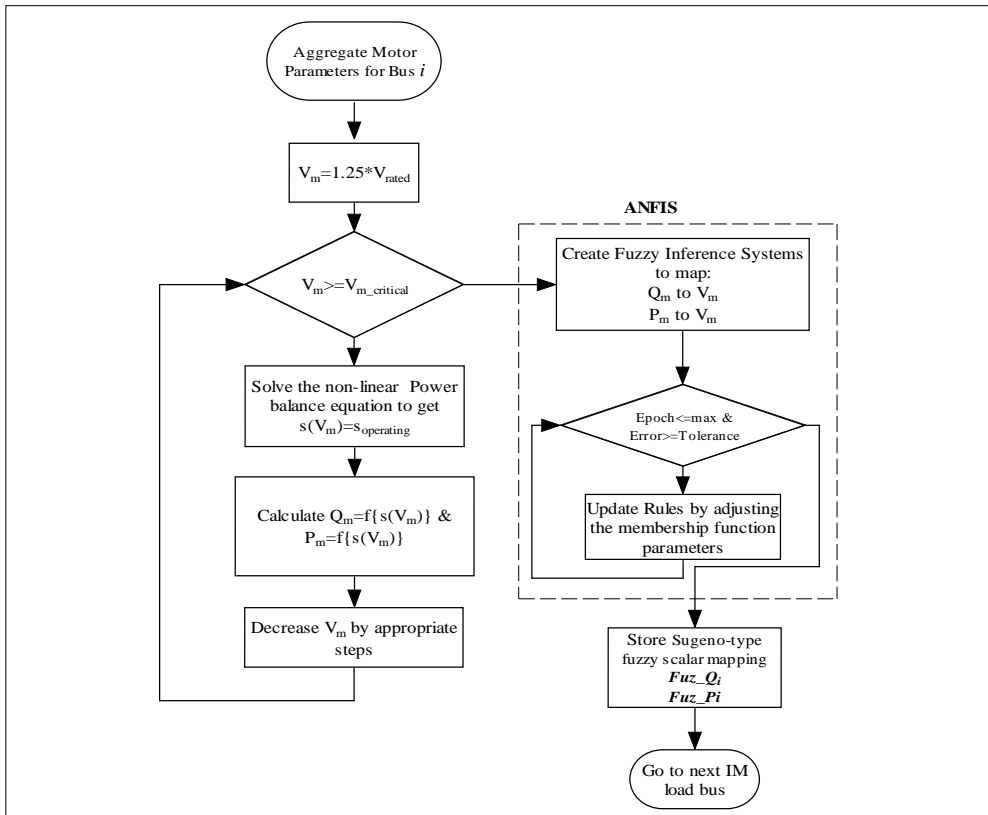 Aggregate Motor
Parameters for Bus i
V_m=1.25*V_rated
V_m>=V_m_critical
Solve the non-linear Power
balance equation to get
s(V_m)=s_operating
Calculate Q_m=f{s(V_m)} &
P_m=f{s(V_m)}
Decrease V_m by appropriate
steps
ANFIS
Create Fuzzy Inference Systems
to map:
Q_m to V_m
P_m to V_m
Epoch<=max &
Error>=Tolerance
Update Rules by adjusting
the membership function
parameters
Store Sugeno-type
fuzzy scalar mapping
Fuz_Q_i
Fuz_Pi
Go to next IM
load bus